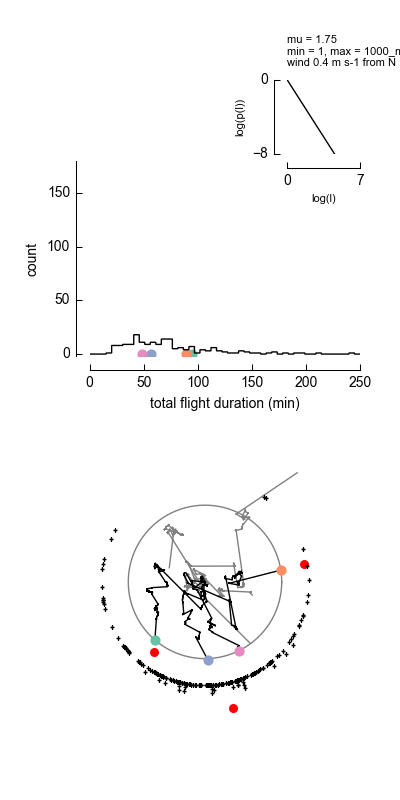 mu = 1.75
min = 1, max = 1000_m
wind 0.4 m s-1 from N
0
log(p(l))
−8
0 7
log(l)
150
100
count
50
0
0 50 100 150 200 250
total flight duration (min)